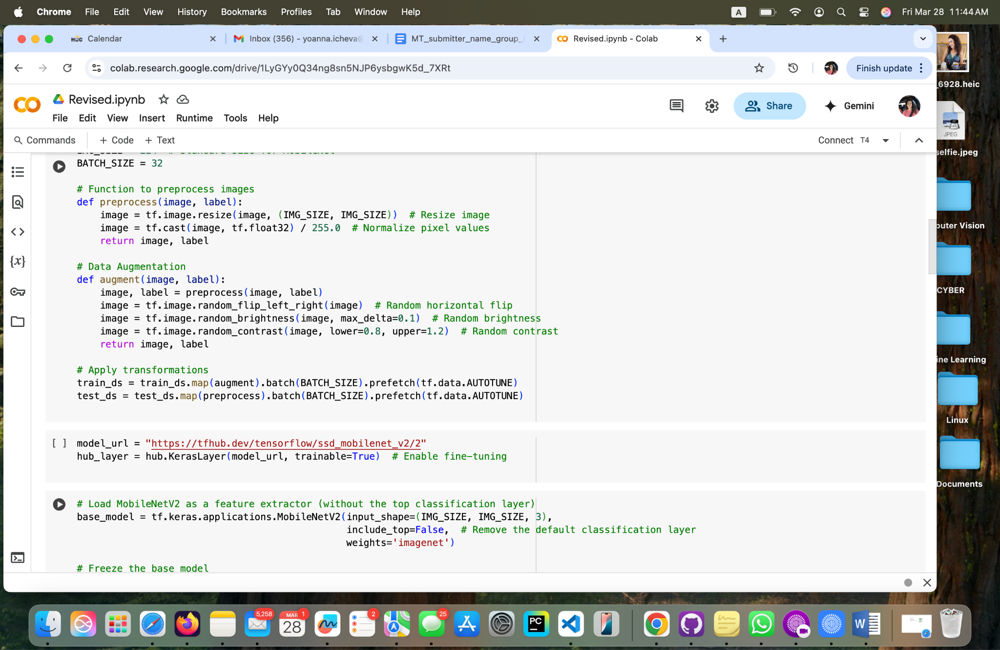 Chrome File Edit View History Bookmarks Profiles Tab Window Help A Fri Mar 28 11:44 AM
Calendar Inbox (356) - yoanna.icheva@ MT_submitter_name_group_ Revised.ipynb - Colab
colab.research.google.com/drive/1LyGYy0Q34ng8sn5NJP6ysbgwK5d_7XRt Finish update
Revised.ipynb
File Edit View Insert Runtime Tools Help
Share Gemini
Commands + Code + Text Connect T4
BATCH_SIZE = 32
# Function to preprocess images
def preprocess(image, label):
    image = tf.image.resize(image, (IMG_SIZE, IMG_SIZE))  # Resize image
    image = tf.cast(image, tf.float32) / 255.0  # Normalize pixel values
    return image, label
# Data Augmentation
def augment(image, label):
    image, label = preprocess(image, label)
    image = tf.image.random_flip_left_right(image)  # Random horizontal flip
    image = tf.image.random_brightness(image, max_delta=0.1)  # Random brightness
    image = tf.image.random_contrast(image, lower=0.8, upper=1.2)  # Random contrast
    return image, label
# Apply transformations
train_ds = train_ds.map(augment).batch(BATCH_SIZE).prefetch(tf.data.AUTOTUNE)
test_ds = test_ds.map(preprocess).batch(BATCH_SIZE).prefetch(tf.data.AUTOTUNE)
[ ] model_url = "https://tfhub.dev/tensorflow/ssd_mobilenet_v2/2"
hub_layer = hub.KerasLayer(model_url, trainable=True)  # Enable fine-tuning
# Load MobileNetV2 as a feature extractor (without the top classification layer)
base_model = tf.keras.applications.MobileNetV2(input_shape=(IMG_SIZE, IMG_SIZE, 3),
include_top=False,  # Remove the default classification layer
weights='imagenet')
# Freeze the base model
{x}
_6928.heic
JPEG
selfie.jpeg
puter Vision
CYBER
ine Learning
Linux
Documents
5,258 MAR 28 1 2 25 PC W